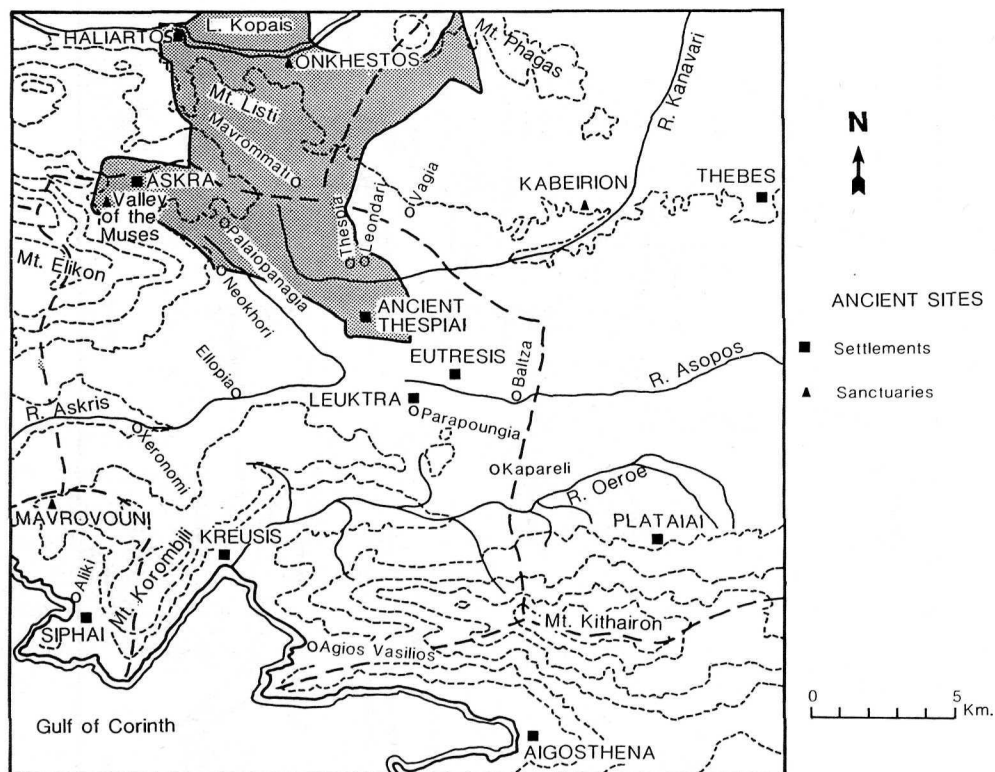 L. Kopais
HALIARTOS
ONKHESTOS
Mt. Phagas
R. Kanavari
Mt. Listi
Mavrommati
ASKRA
Valley
of the
Muses
Vagia
KABEIRION
THEBES
Thespia
Leondari
Palaiopanagia
Mt. Elikon
Neokhori
ANCIENT
THESPIAI
EUTRESIS
Ellopia
Baltza
R. Asopos
LEUKTRA
Parapoungia
R. Askris
Xeronomi
Kapareli
R. Oeroe
MAVROVOUNI
PLATAIAI
KREUSIS
Mt. Korombili
Aliki
SIPHAI
Mt. Kithairon
Agios Vasilios
Gulf of Corinth
AIGOSTHENA
N
ANCIENT SITES
Settlements
Sanctuaries
0 5
Km.